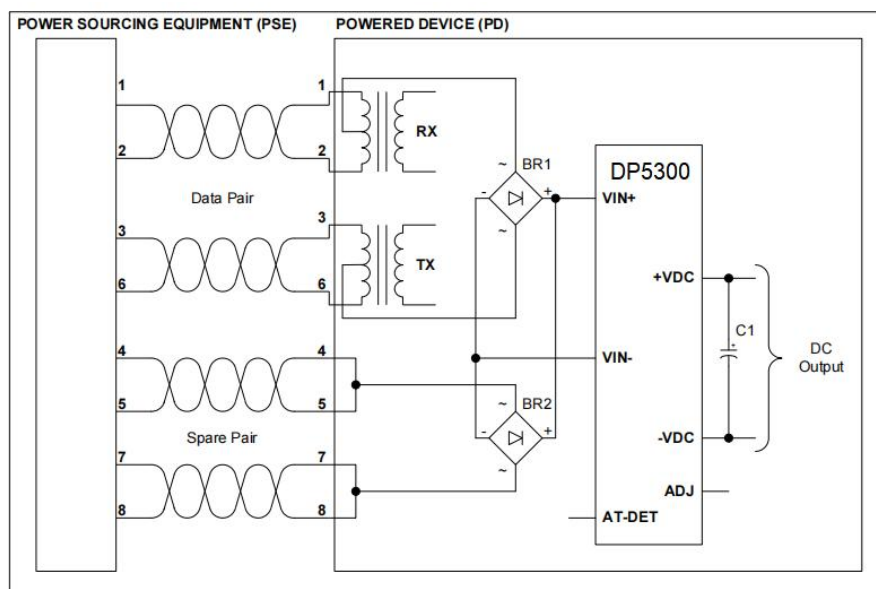 POWER SOURCING EQUIPMENT (PSE) POWERED DEVICE (PD)
1 1
RX
2 2
~ BR1
- +
~
Data Pair
3 3
TX
6 6
DP5300
VIN+
+VDC
C1
+
DC
Output
VIN-
-VDC
ADJ
AT-DET
4 4
5 5
~ BR2
- +
~
Spare Pair
7 7
8 8